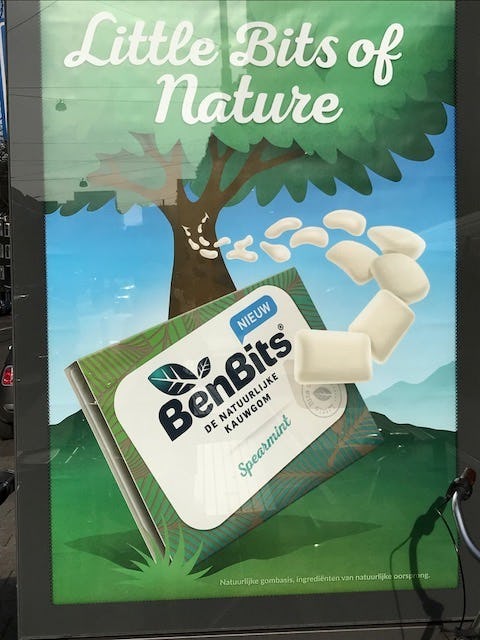 Little Bits of
Nature
NIEUW
BenBits®
DE NATUURLIJKE
KAUWGOM
Spearmint
Natuurlijke gombasis, ingrediënten van natuurlijke oorsprong.